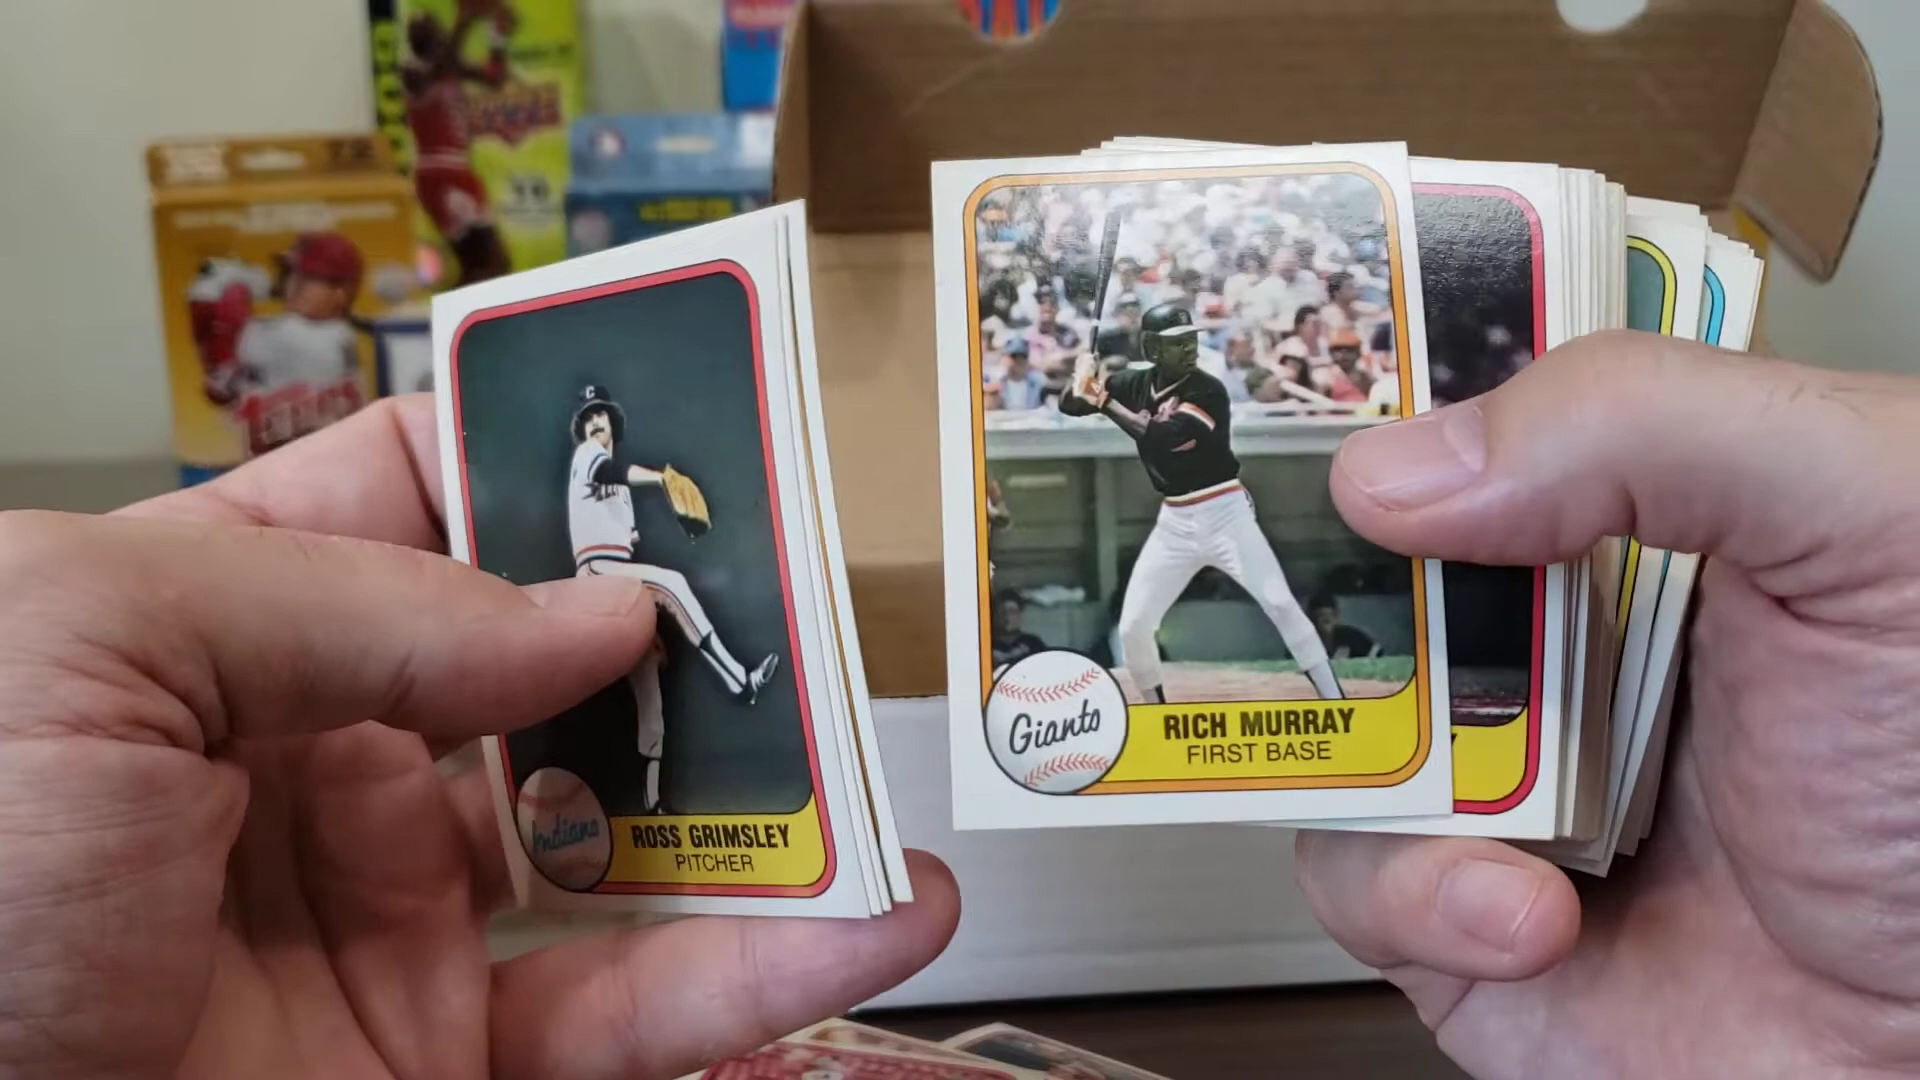 Indians
ROSS GRIMSLEY
PITCHER
Giants
RICH MURRAY
FIRST BASE